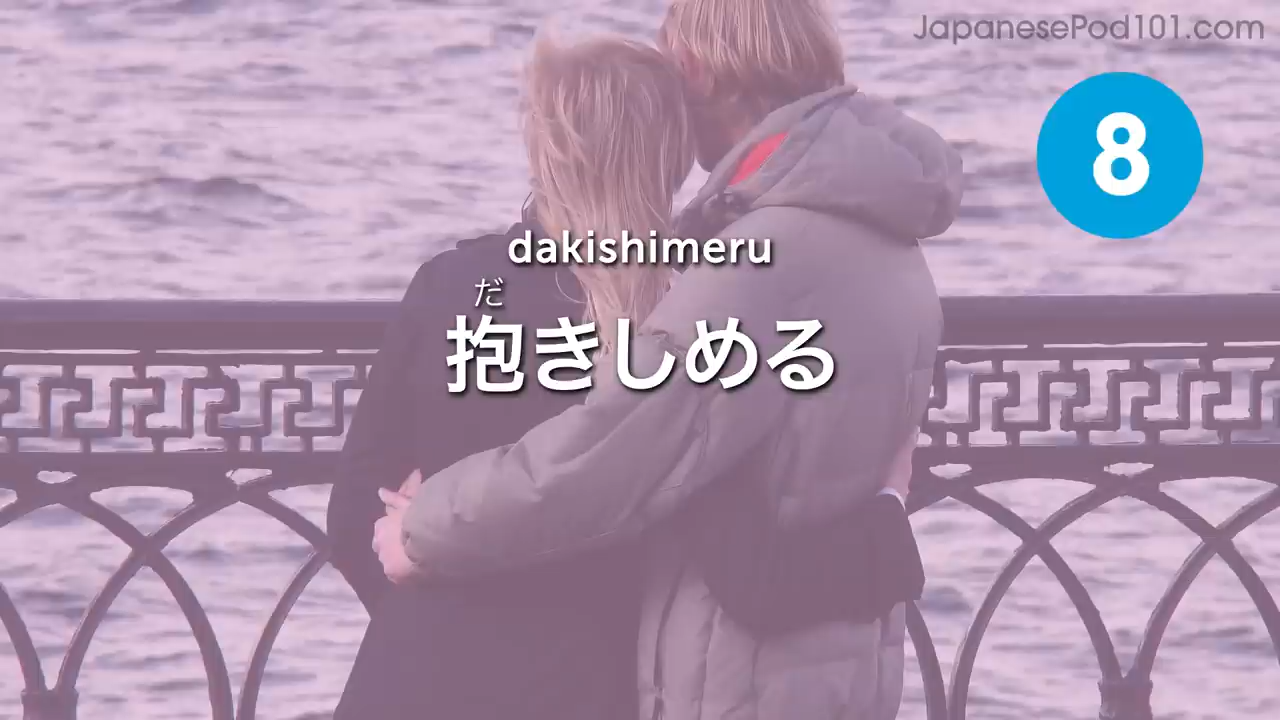 JapanesePod101.com
8
dakishimeru
だ
抱きしめる